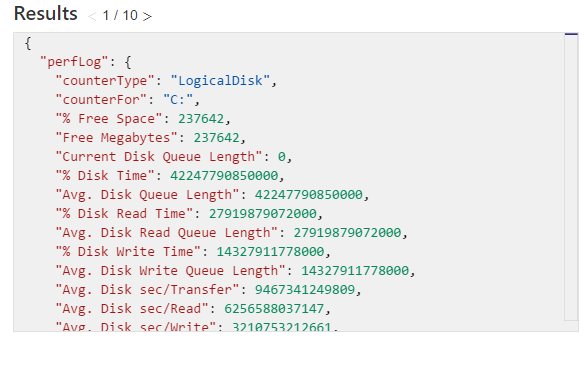 Results < 1 / 10 >
{
"perfLog": {
"counterType": "LogicalDisk",
"counterFor": "C:",
"% Free Space": 237642,
"Free Megabytes": 237642,
"Current Disk Queue Length": 0,
"% Disk Time": 42247790850000,
"Avg. Disk Queue Length": 42247790850000,
"% Disk Read Time": 27919879072000,
"Avg. Disk Read Queue Length": 27919879072000,
"% Disk Write Time": 14327911778000,
"Avg. Disk Write Queue Length": 14327911778000,
"Avg. Disk sec/Transfer": 9467341249809,
"Avg. Disk sec/Read": 6256588037147,
"Avg. Disk sec/Write": 3210753212661,